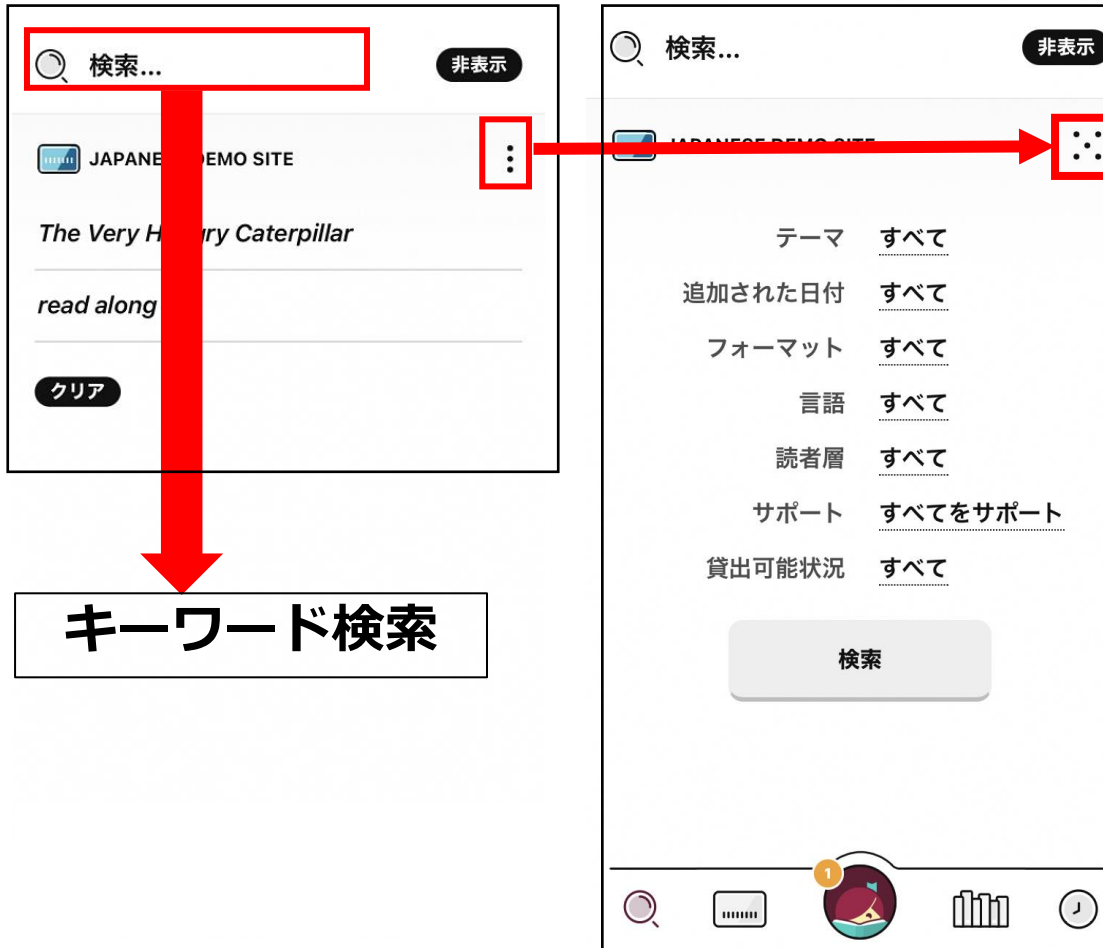 検索...
非表示
JAPANE EMO SITE
The Very H ry Caterpillar
read along
クリア
キーワード検索
検索...
非表示
テーマ すべて
追加された日付 すべて
フォーマット すべて
言語 すべて
読者層 すべて
サポート すべてをサポート
貸出可能状況 すべて
検索
1